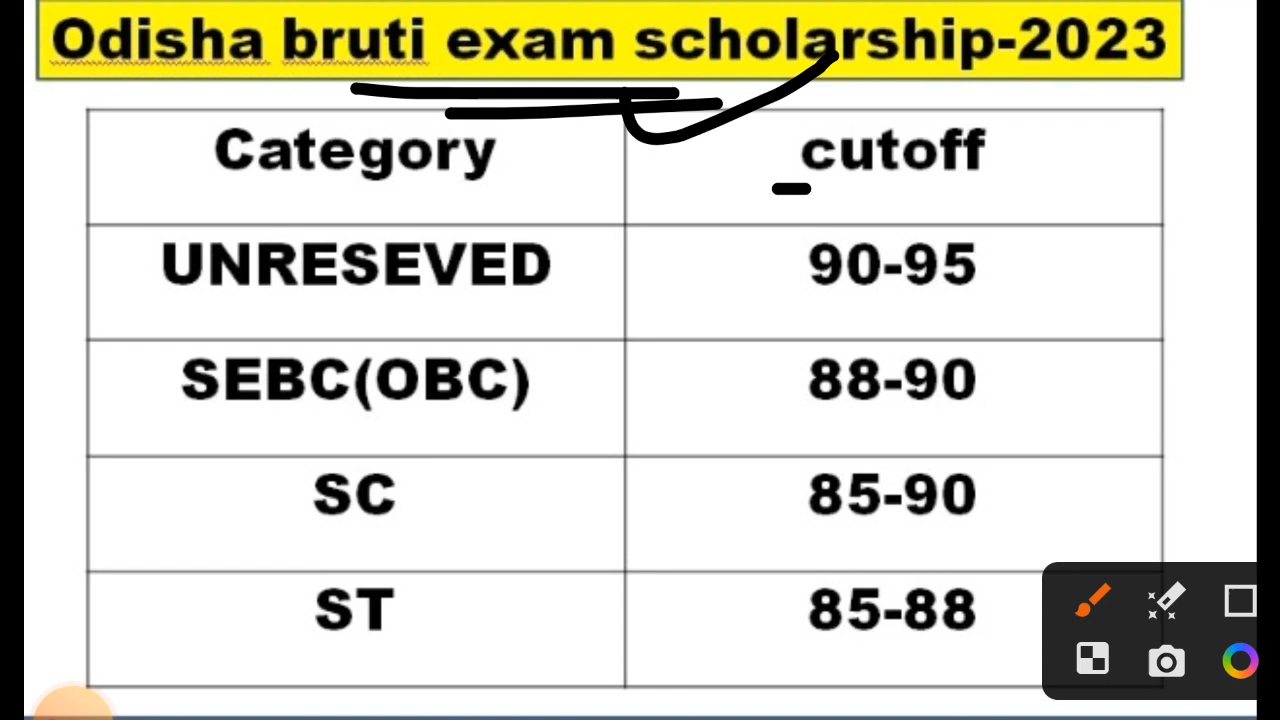 Odisha bruti exam scholarship-2023
Category cutoff
UNRESEVED 90-95
SEBC(OBC) 88-90
SC 85-90
ST 85-88